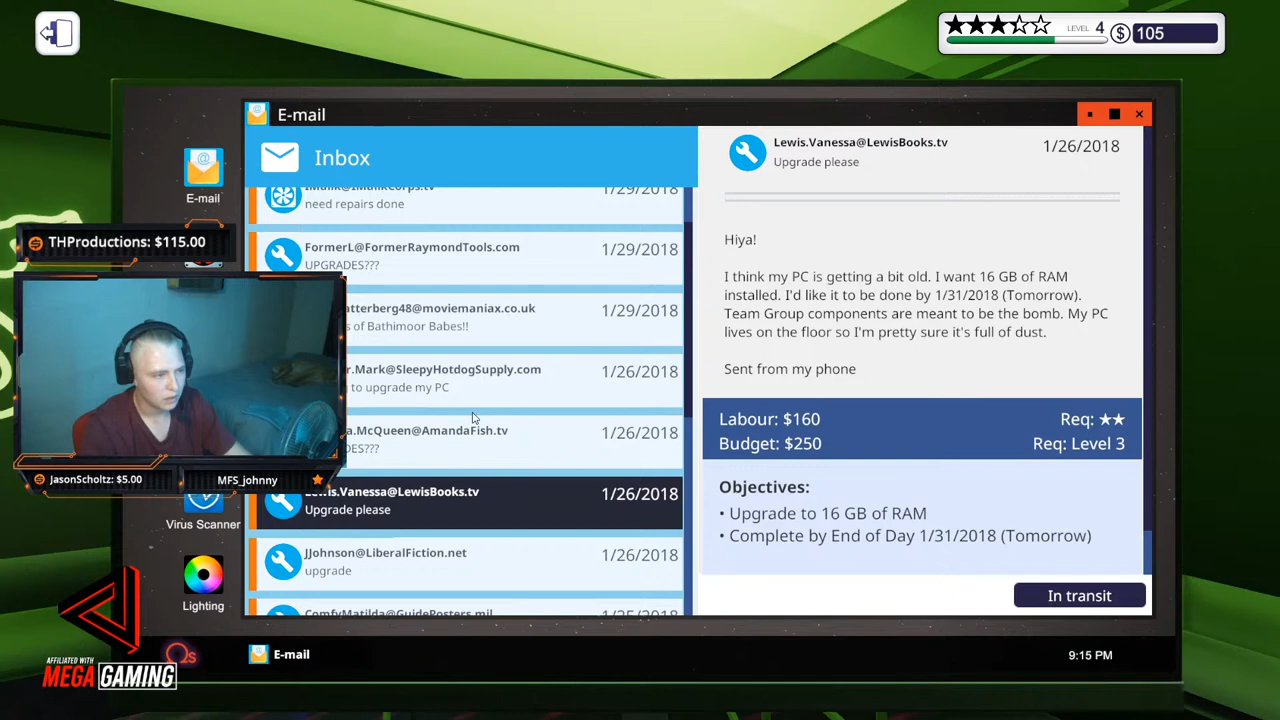 LEVEL 4 $ 105
E-mail
Inbox
E-mail
need repairs done
1/29/2018
FormerL@FormerRaymondTools.com
1/29/2018
UPGRADES???
atterberg48@moviemaniax.co.uk
1/29/2018
s of Bathimoor Babes!!
r.Mark@SleepyHotdogSupply.com
1/26/2018
to upgrade my PC
a.McQueen@AmandaFish.tv
1/26/2018
DES???
Lewis.Vanessa@LewisBooks.tv
1/26/2018
Upgrade please
JJohnson@LiberalFiction.net
1/26/2018
upgrade
ComfyMatilda@GuidePosters.mil
1/25/2018
Lewis.Vanessa@LewisBooks.tv
1/26/2018
Upgrade please
Hiya!
I think my PC is getting a bit old. I want 16 GB of RAM
installed. I'd like it to be done by 1/31/2018 (Tomorrow).
Team Group components are meant to be the bomb. My PC
lives on the floor so I'm pretty sure it's full of dust.
Sent from my phone
Labour: $160
Req: ★★
Budget: $250
Req: Level 3
Objectives:
• Upgrade to 16 GB of RAM
• Complete by End of Day 1/31/2018 (Tomorrow)
In transit
THProductions: $115.00
JasonScholtz: $5.00
MFS_johnny
Virus Scanner
Lighting
AFFILIATED WITH
MEGA GAMING
E-mail
9:15 PM